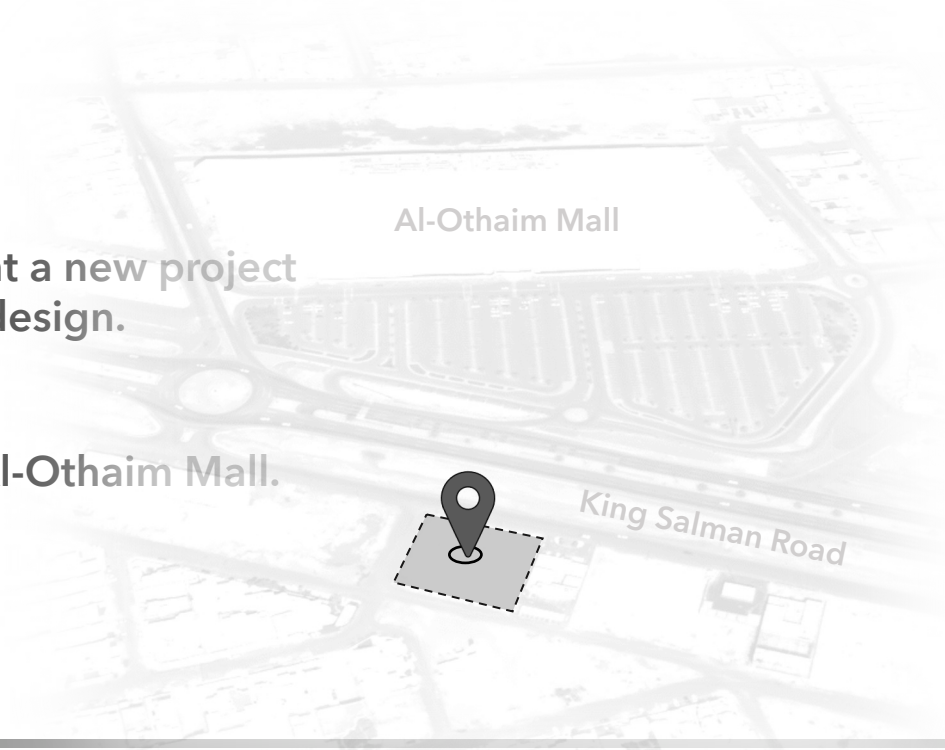 Al-Othaim Mall
t a new project
design.
l-Othaim Mall.
King Salman Road